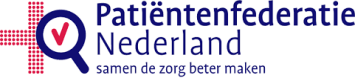 Patiëntenfederatie
Nederland
samen de zorg beter maken